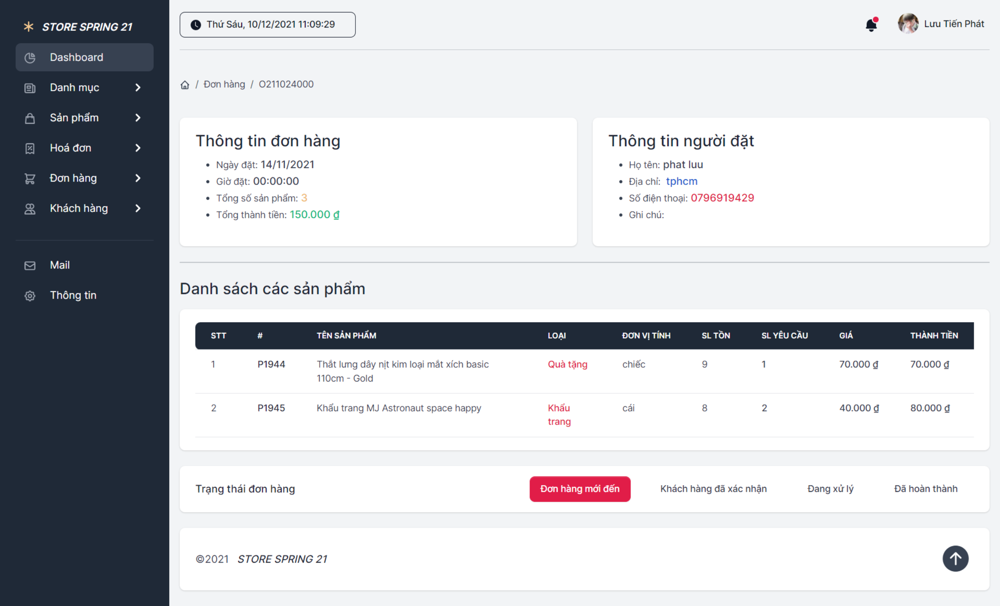 STORE SPRING 21
Dashboard
Danh mục
Sản phẩm
Hoá đơn
Đơn hàng
Khách hàng
Mail
Thông tin
Thứ Sáu, 10/12/2021 11:09:29
Lưu Tiến Phát
/ Đơn hàng / O211024000
Thông tin đơn hàng
Ngày đặt: 14/11/2021
Giờ đặt: 00:00:00
Tổng số sản phẩm: 3
Tổng thành tiền: 150.000 ₫
Thông tin người đặt
Họ tên: phat luu
Địa chỉ: tphcm
Số điện thoại: 0796919429
Ghi chú:
Danh sách các sản phẩm
STT # TÊN SẢN PHẨM LOẠI ĐƠN VỊ TÍNH SL TỒN SL YÊU CẦU GIÁ THÀNH TIỀN
1 P1944 Thắt lưng dây nịt kim loại mắt xích basic Quà tặng chiếc 9 1 70.000 ₫ 70.000 ₫
110cm - Gold
2 P1945 Khẩu trang MJ Astronaut space happy Khẩu cái 8 2 40.000 ₫ 80.000 ₫
trang
Trạng thái đơn hàng Đơn hàng mới đến Khách hàng đã xác nhận Đang xử lý Đã hoàn thành
©2021 STORE SPRING 21